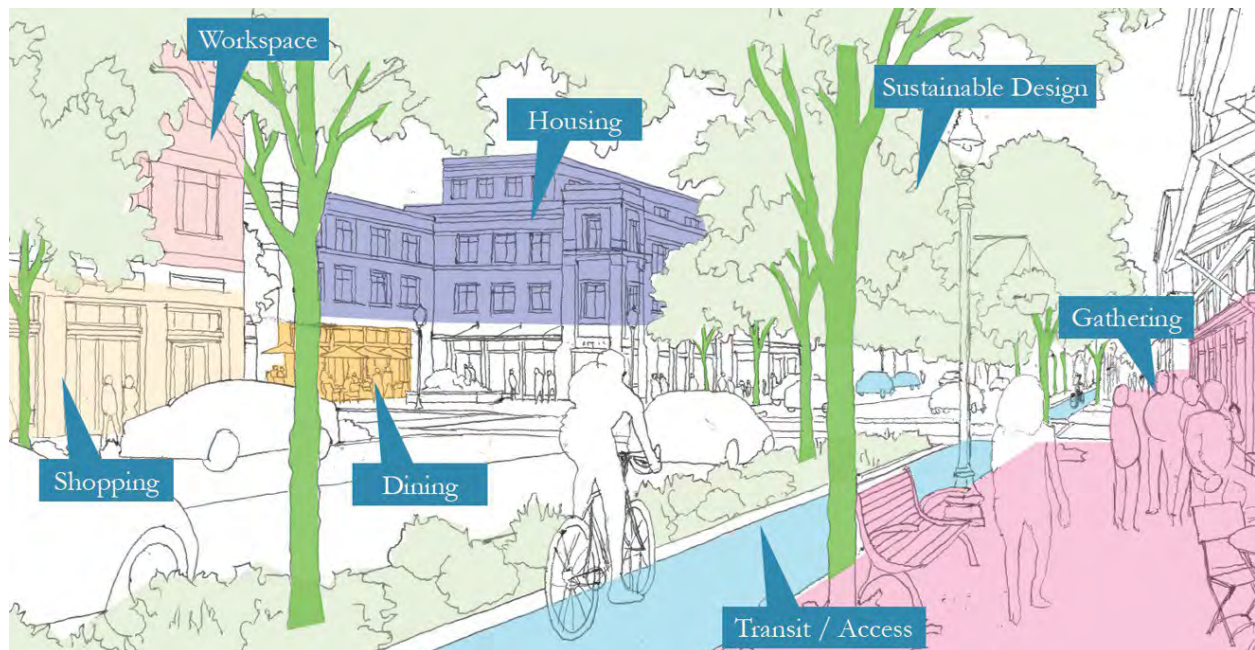 Workspace
Sustainable Design
Housing
Gathering
Shopping
Dining
Transit / Access